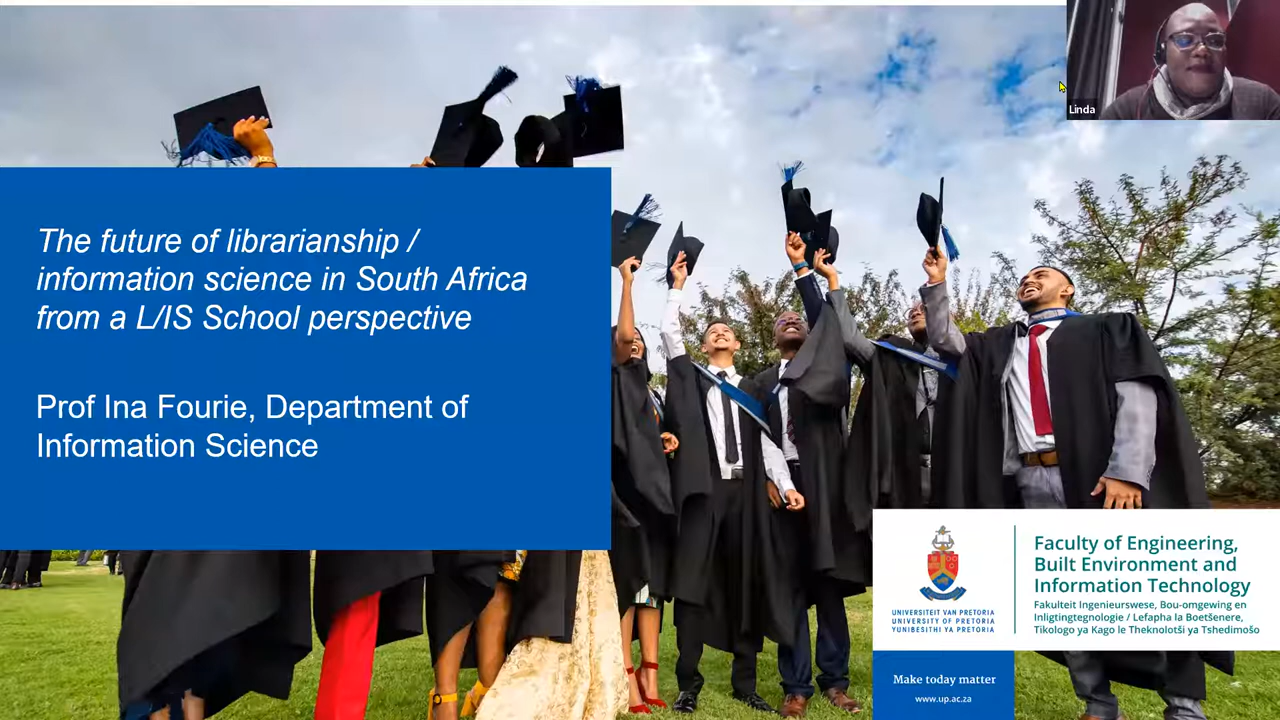 Linda
The future of librarianship /
information science in South Africa
from a L/IS School perspective
Prof Ina Fourie, Department of
Information Science
UNIVERSITEIT VAN PRETORIA
UNIVERSITY OF PRETORIA
YUNIBESITHI YA PRETORIA
Faculty of Engineering,
Built Environment and
Information Technology
Fakulteit Ingenieurswese, Bou-omgewing en
Inligtingtegnologie / Lefapha la Boetšenere,
Tikologo ya Kago le Theknolotši ya Tshedimošo
Make today matter
www.up.ac.za